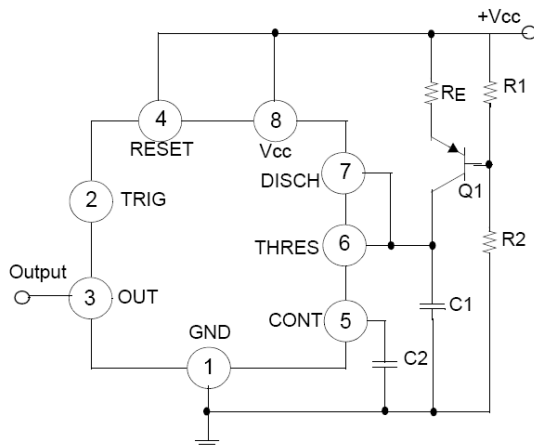 +Vcc
4
RESET
8
Vcc
RE
R1
7
DISCH
Q1
2
TRIG
6
THRES
R2
Output
3
OUT
5
CONT
C1
GND
1
C2